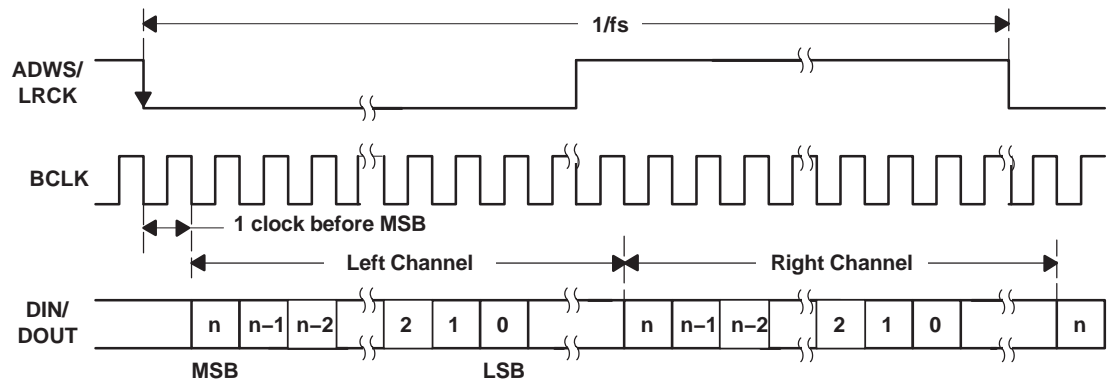 1/fs
ADWS/
LRCK
BCLK
1 clock before MSB
Left Channel
Right Channel
DIN/
DOUT
n
n–1
n–2
2
1
0
n
n–1
n–2
2
1
0
n
MSB
LSB